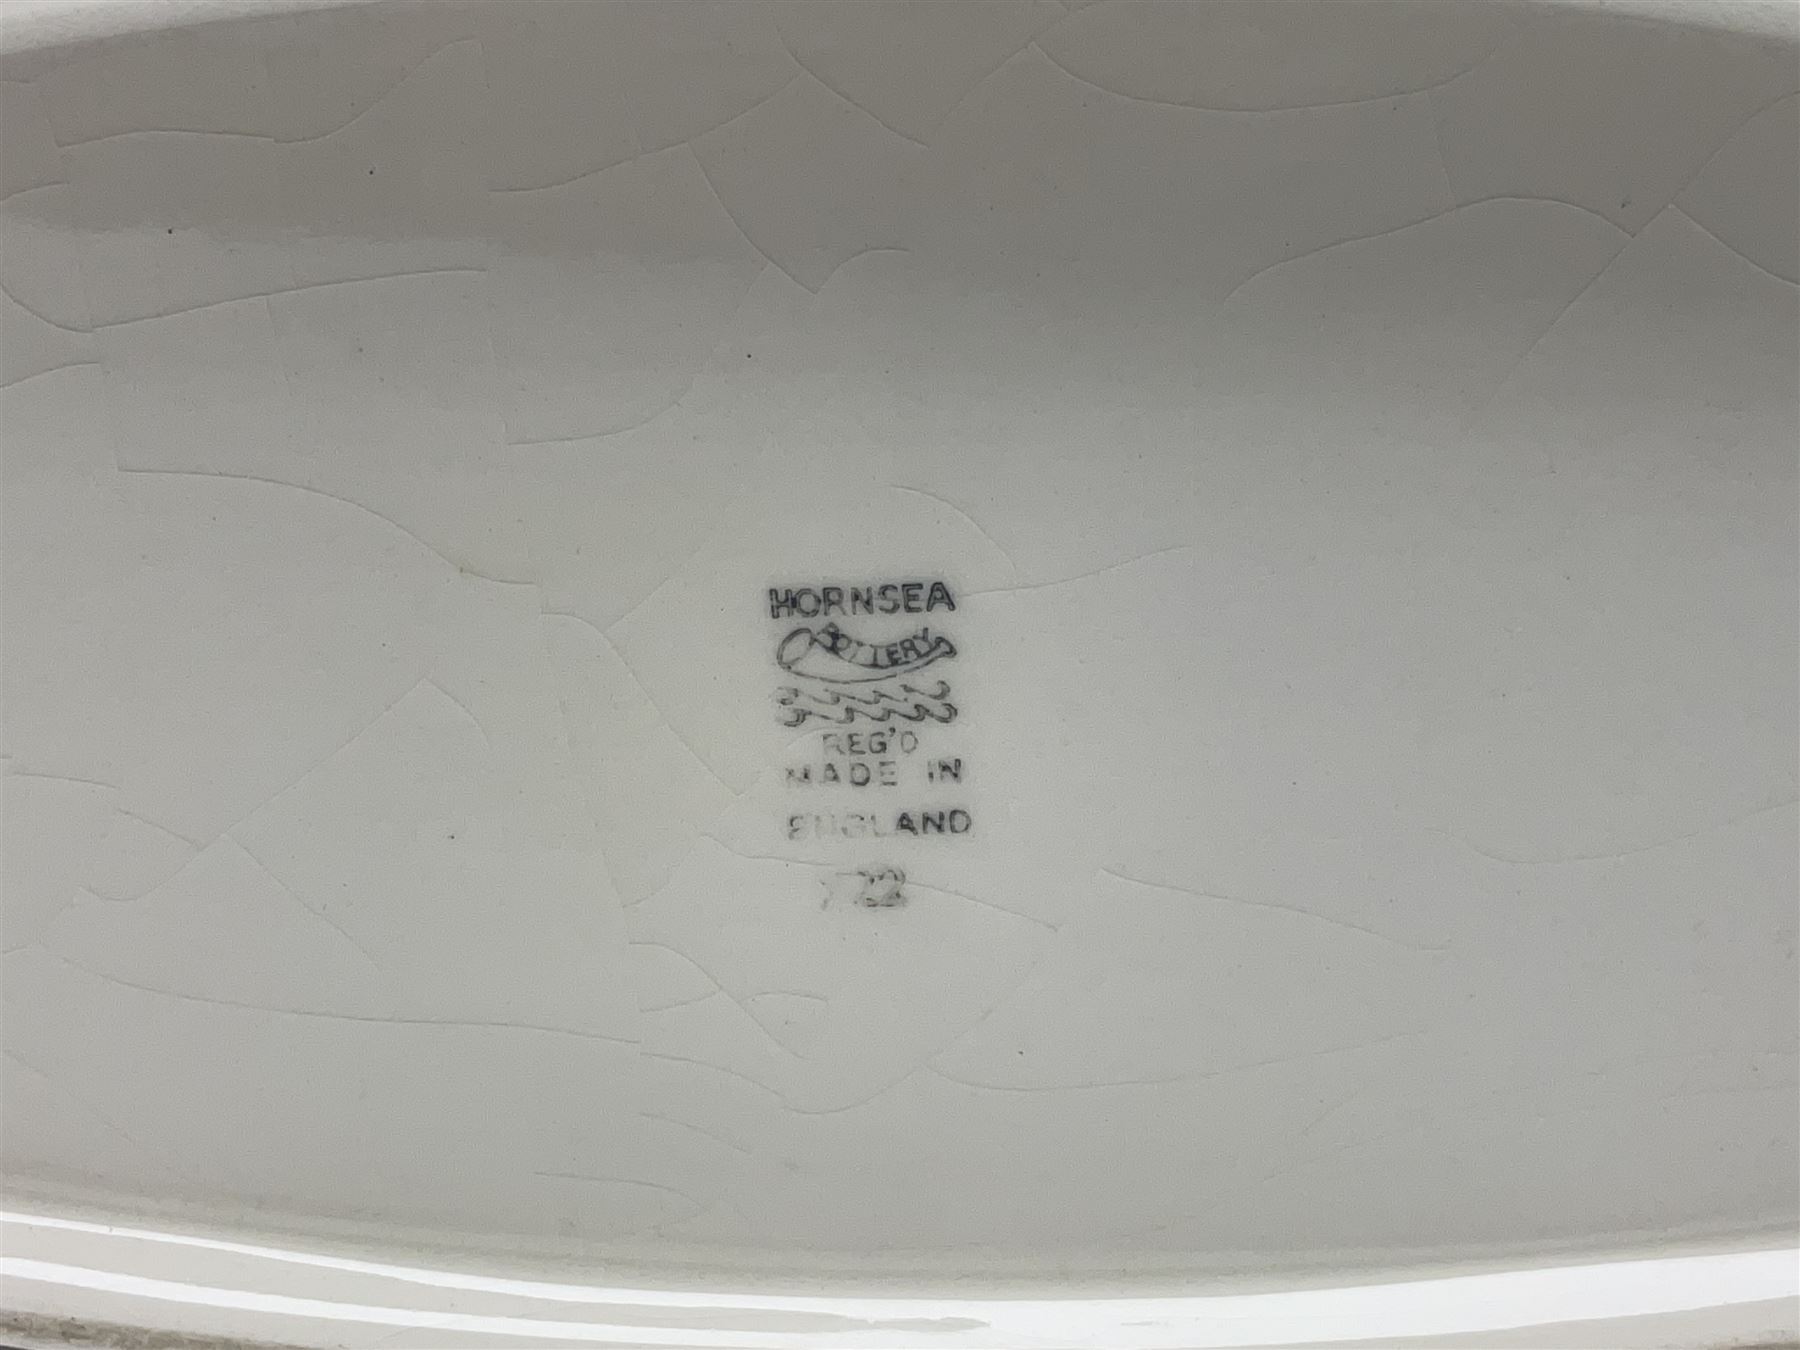 HORNSEA
POTTERY
REG'D
MADE IN
ENGLAND